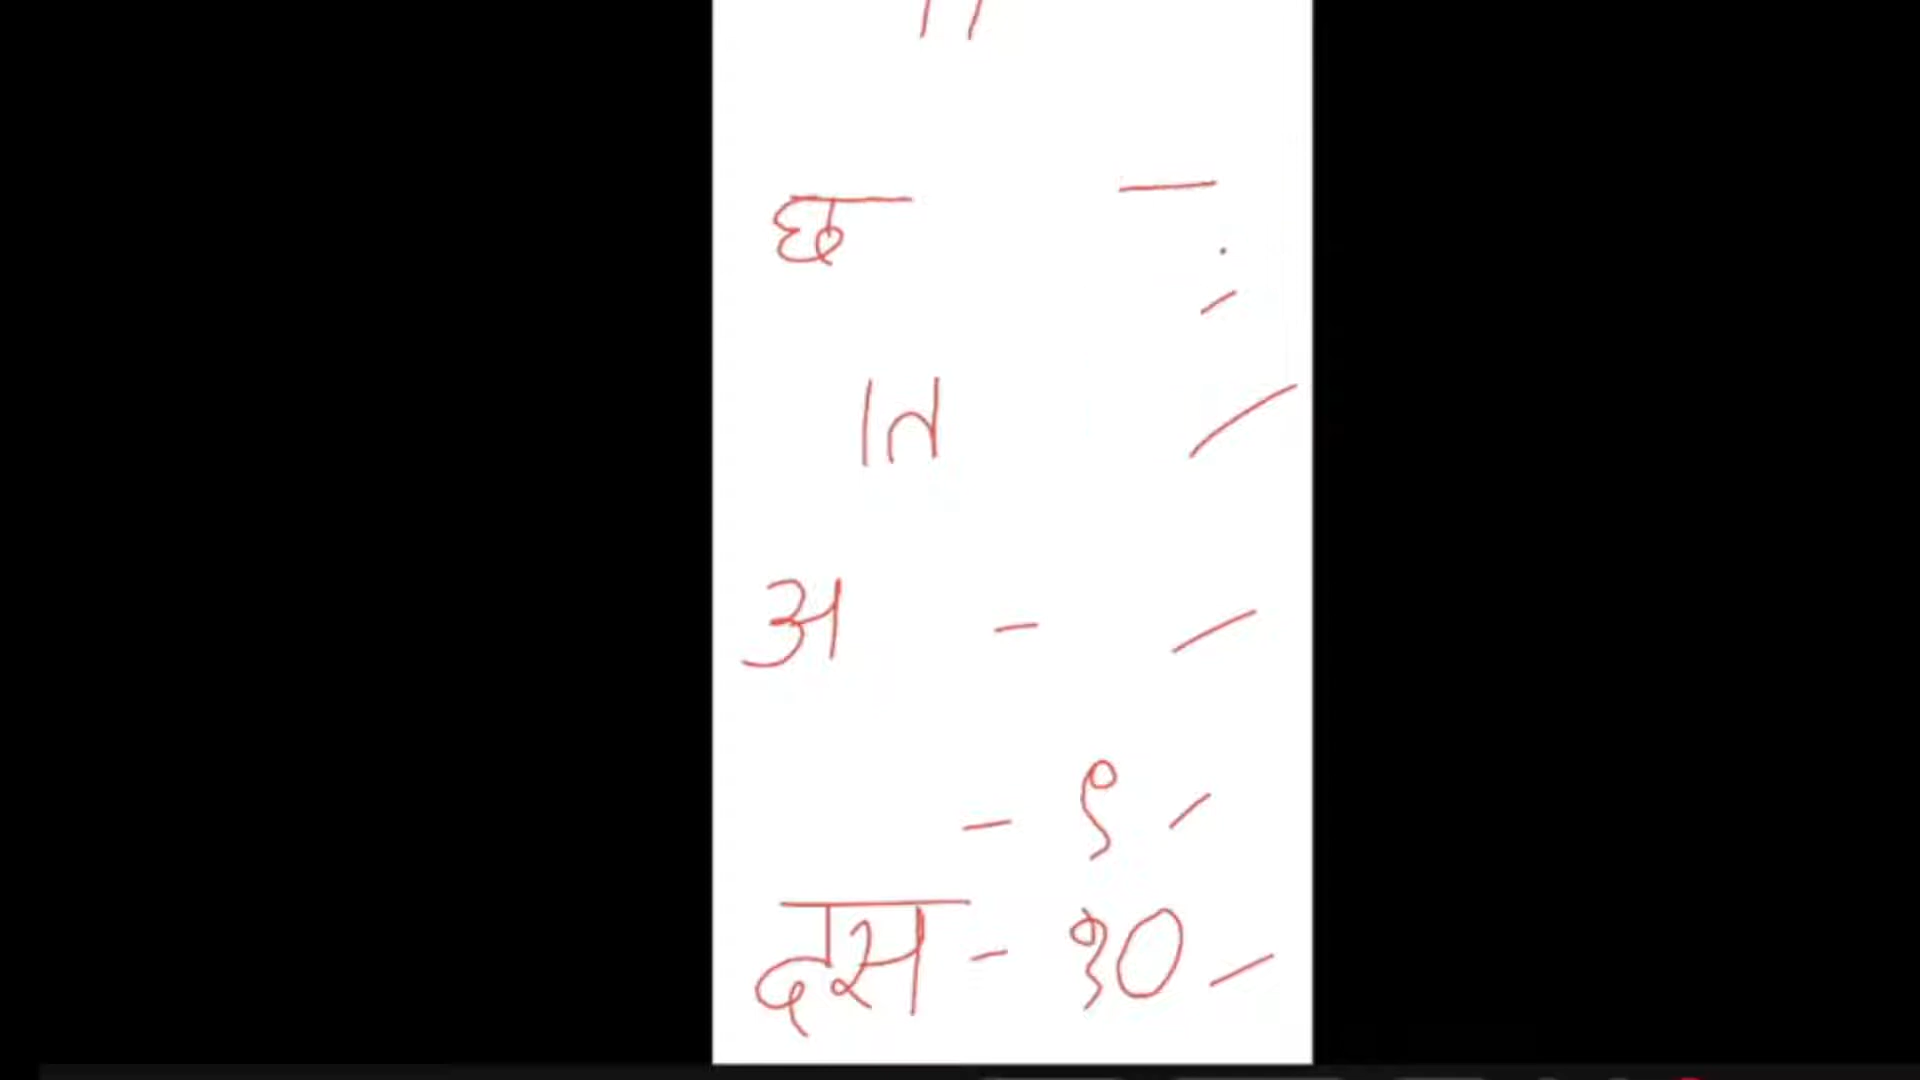 छ —
ात -
अ - -
- ९ -
दस - १० -